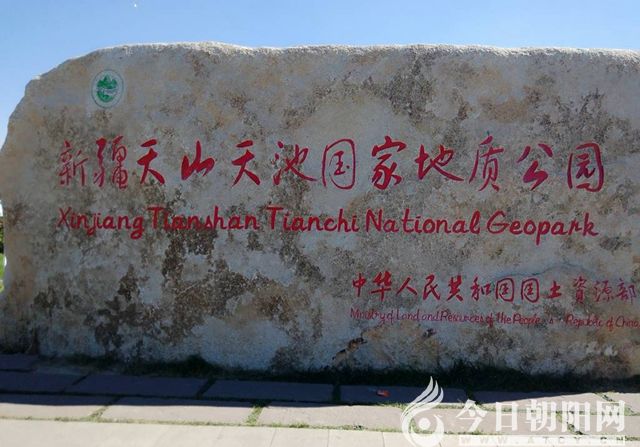 新疆天山天池国家地质公园
Xinjiang Tianshan Tianchi National Geopark
中华人民共和国国土资源部
Ministry of Land and Resources of the People's Republic of China
今日朝阳网